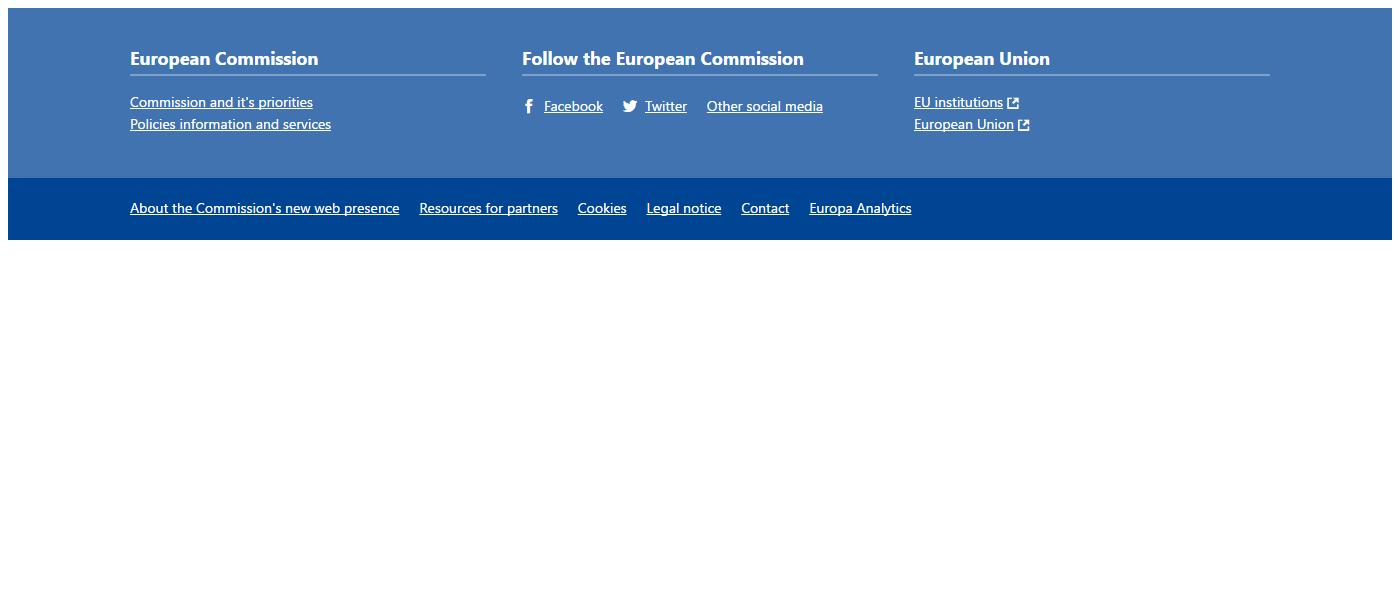 European Commission
Commission and it's priorities
Policies information and services
Follow the European Commission
Facebook Twitter Other social media
European Union
EU institutions
European Union
About the Commission's new web presence Resources for partners Cookies Legal notice Contact Europa Analytics